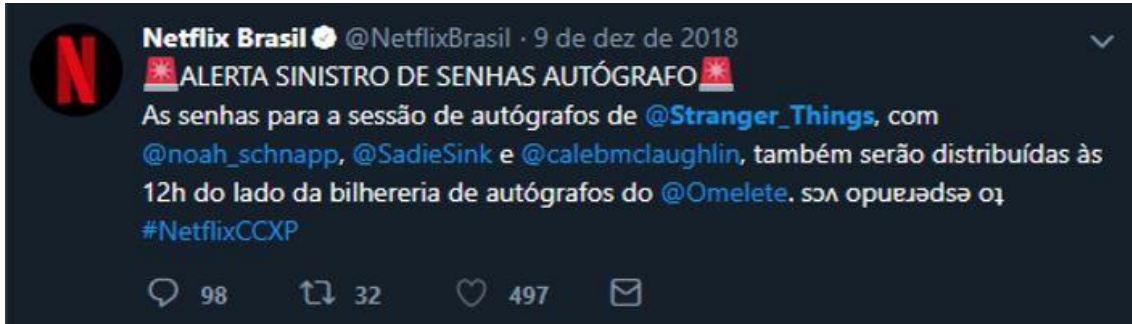 N
Netflix Brasil @NetflixBrasil · 9 de dez de 2018
🚨ALERTA SINISTRO DE SENHAS AUTÓGRAFO🚨
As senhas para a sessão de autógrafos de @Stranger_Things, com
@noah_schnapp, @SadieSink e @calebmclaughlin, também serão distribuídas às
12h do lado da bilhereria de autógrafos do @Omelete. sɔʌ opuɐɹǝdsǝ oʇ
#NetflixCCXP
98 32 497